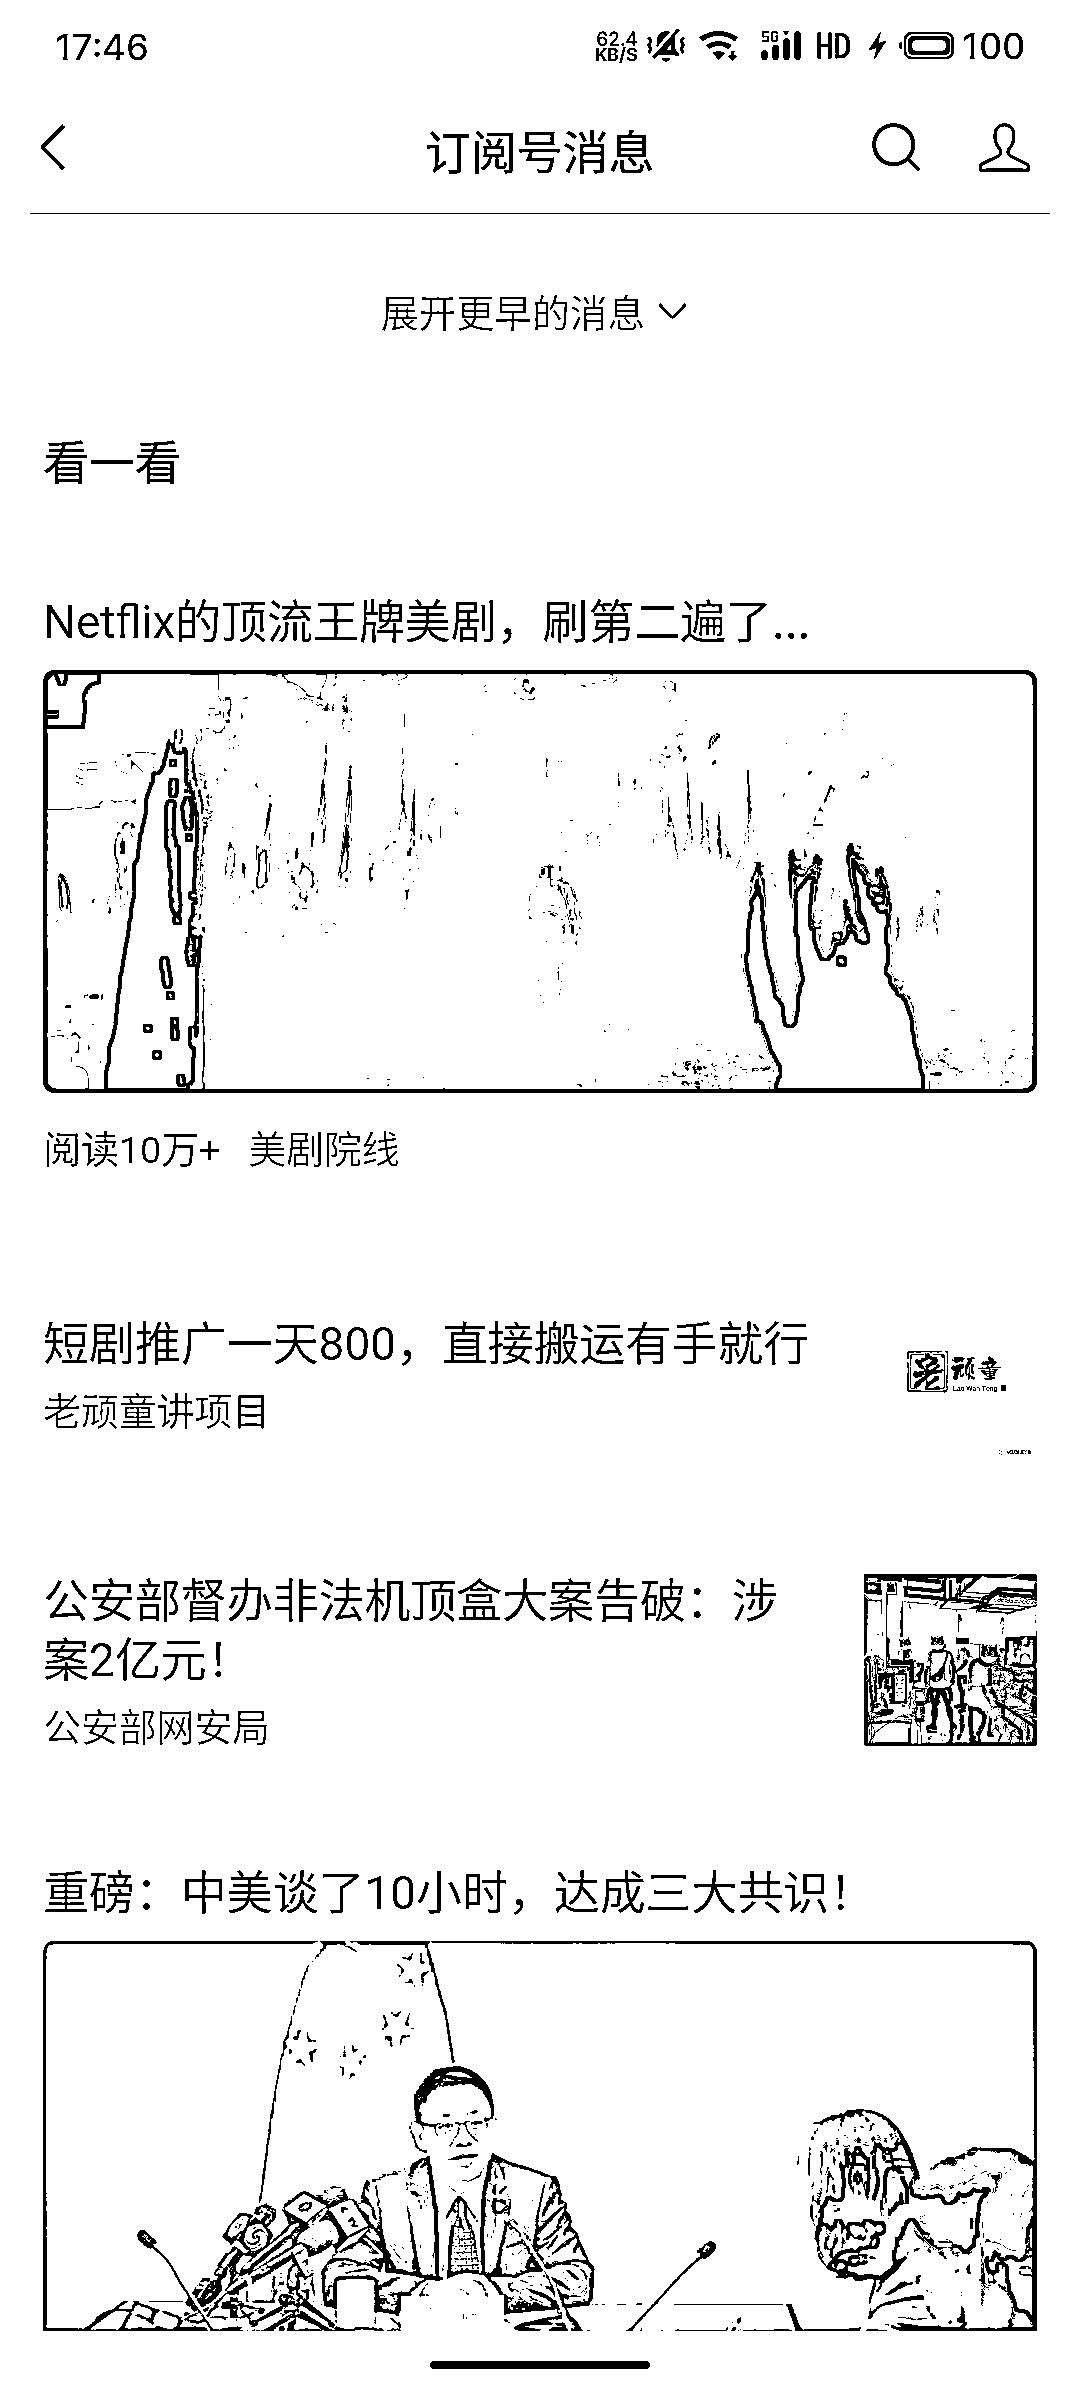 17:46
62.4 KB/S 5G HD 100
订阅号消息
展开更早的消息
看一看
Netflix的顶流王牌美剧，刷第二遍了...
阅读10万+ 美剧院线
短剧推广一天800，直接搬运有手就行
老顽童讲项目
老顽童
Lao Wan Tong
公安部督办非法机顶盒大案告破：涉
案2亿元！
公安部网安局
重磅：中美谈了10小时，达成三大共识！